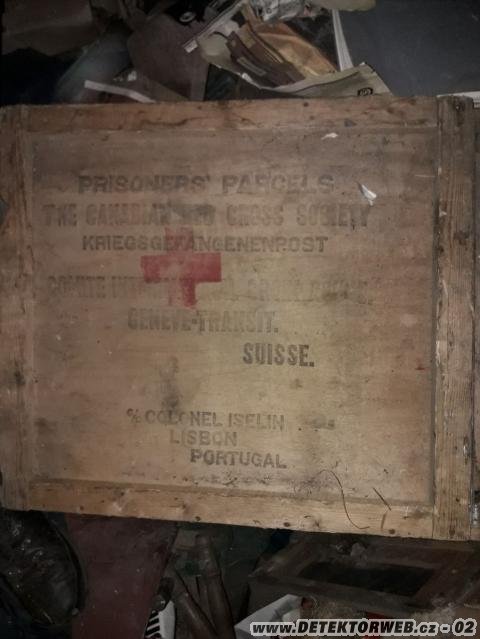 PRISONERS' PARCELS
THE CANADIAN RED CROSS SOCIETY
KRIEGSGEFANGENENPOST
COMITE
GENEVE-TRANSIT.
SUISSE.
c/o COLONEL ISELIN
LISBON
PORTUGAL
www.DETEKTORWEB.cz - 02